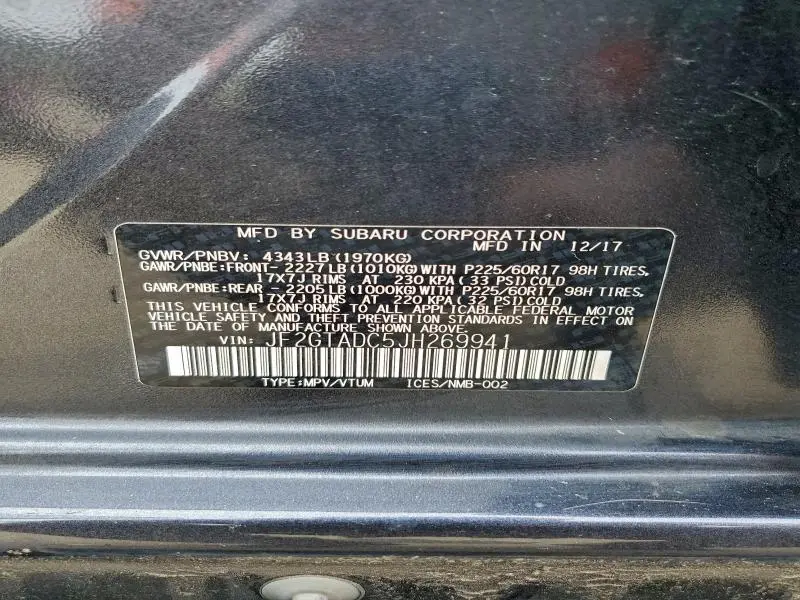 MFD BY SUBARU CORPORATION
MFD IN 12/17
GVWR/PNBV: 4343LB(1970KG)
GAWR/PNBE:FRONT- 2227LB(1010KG)WITH P225/60R17 98H TIRES,
17X7J RIMS AT 230 KPA(33 PSI)COLD
GAWR/PNBE:REAR - 2205LB(1000KG)WITH P225/60R17 98H TIRES,
17X7J RIMS AT 220 KPA(32 PSI)COLD
THIS VEHICLE CONFORMS TO ALL APPLICABLE FEDERAL MOTOR
VEHICLE SAFETY AND THEFT PREVENTION STANDARDS IN EFFECT ON
THE DATE OF MANUFACTURE SHOWN ABOVE.
VIN: JF2GTADC5JH269941
TYPE:MPV/VTUM ICES/NMB-002